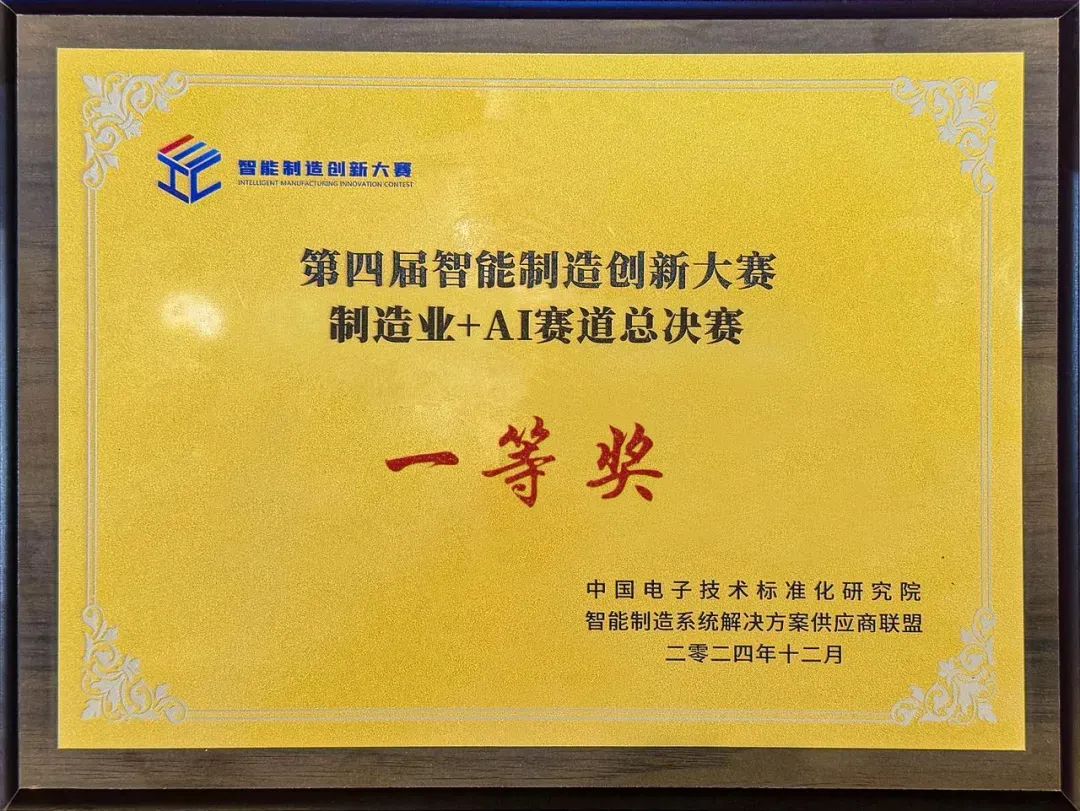 智能制造创新大赛
INTELLIGENT MANUFACTURING INNOVATION CONTEST
第四届智能制造创新大赛
制造业+AI赛道总决赛
一等奖
中国电子技术标准化研究院
智能制造系统解决方案供应商联盟
二零二四年十二月